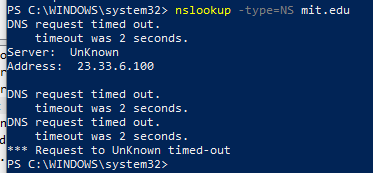 PS C:\WINDOWS\system32> nslookup -type=NS mit.edu
DNS request timed out.
    timeout was 2 seconds.
Server:  UnKnown
Address:  23.33.6.100

DNS request timed out.
    timeout was 2 seconds.
DNS request timed out.
    timeout was 2 seconds.
*** Request to UnKnown timed-out
PS C:\WINDOWS\system32>